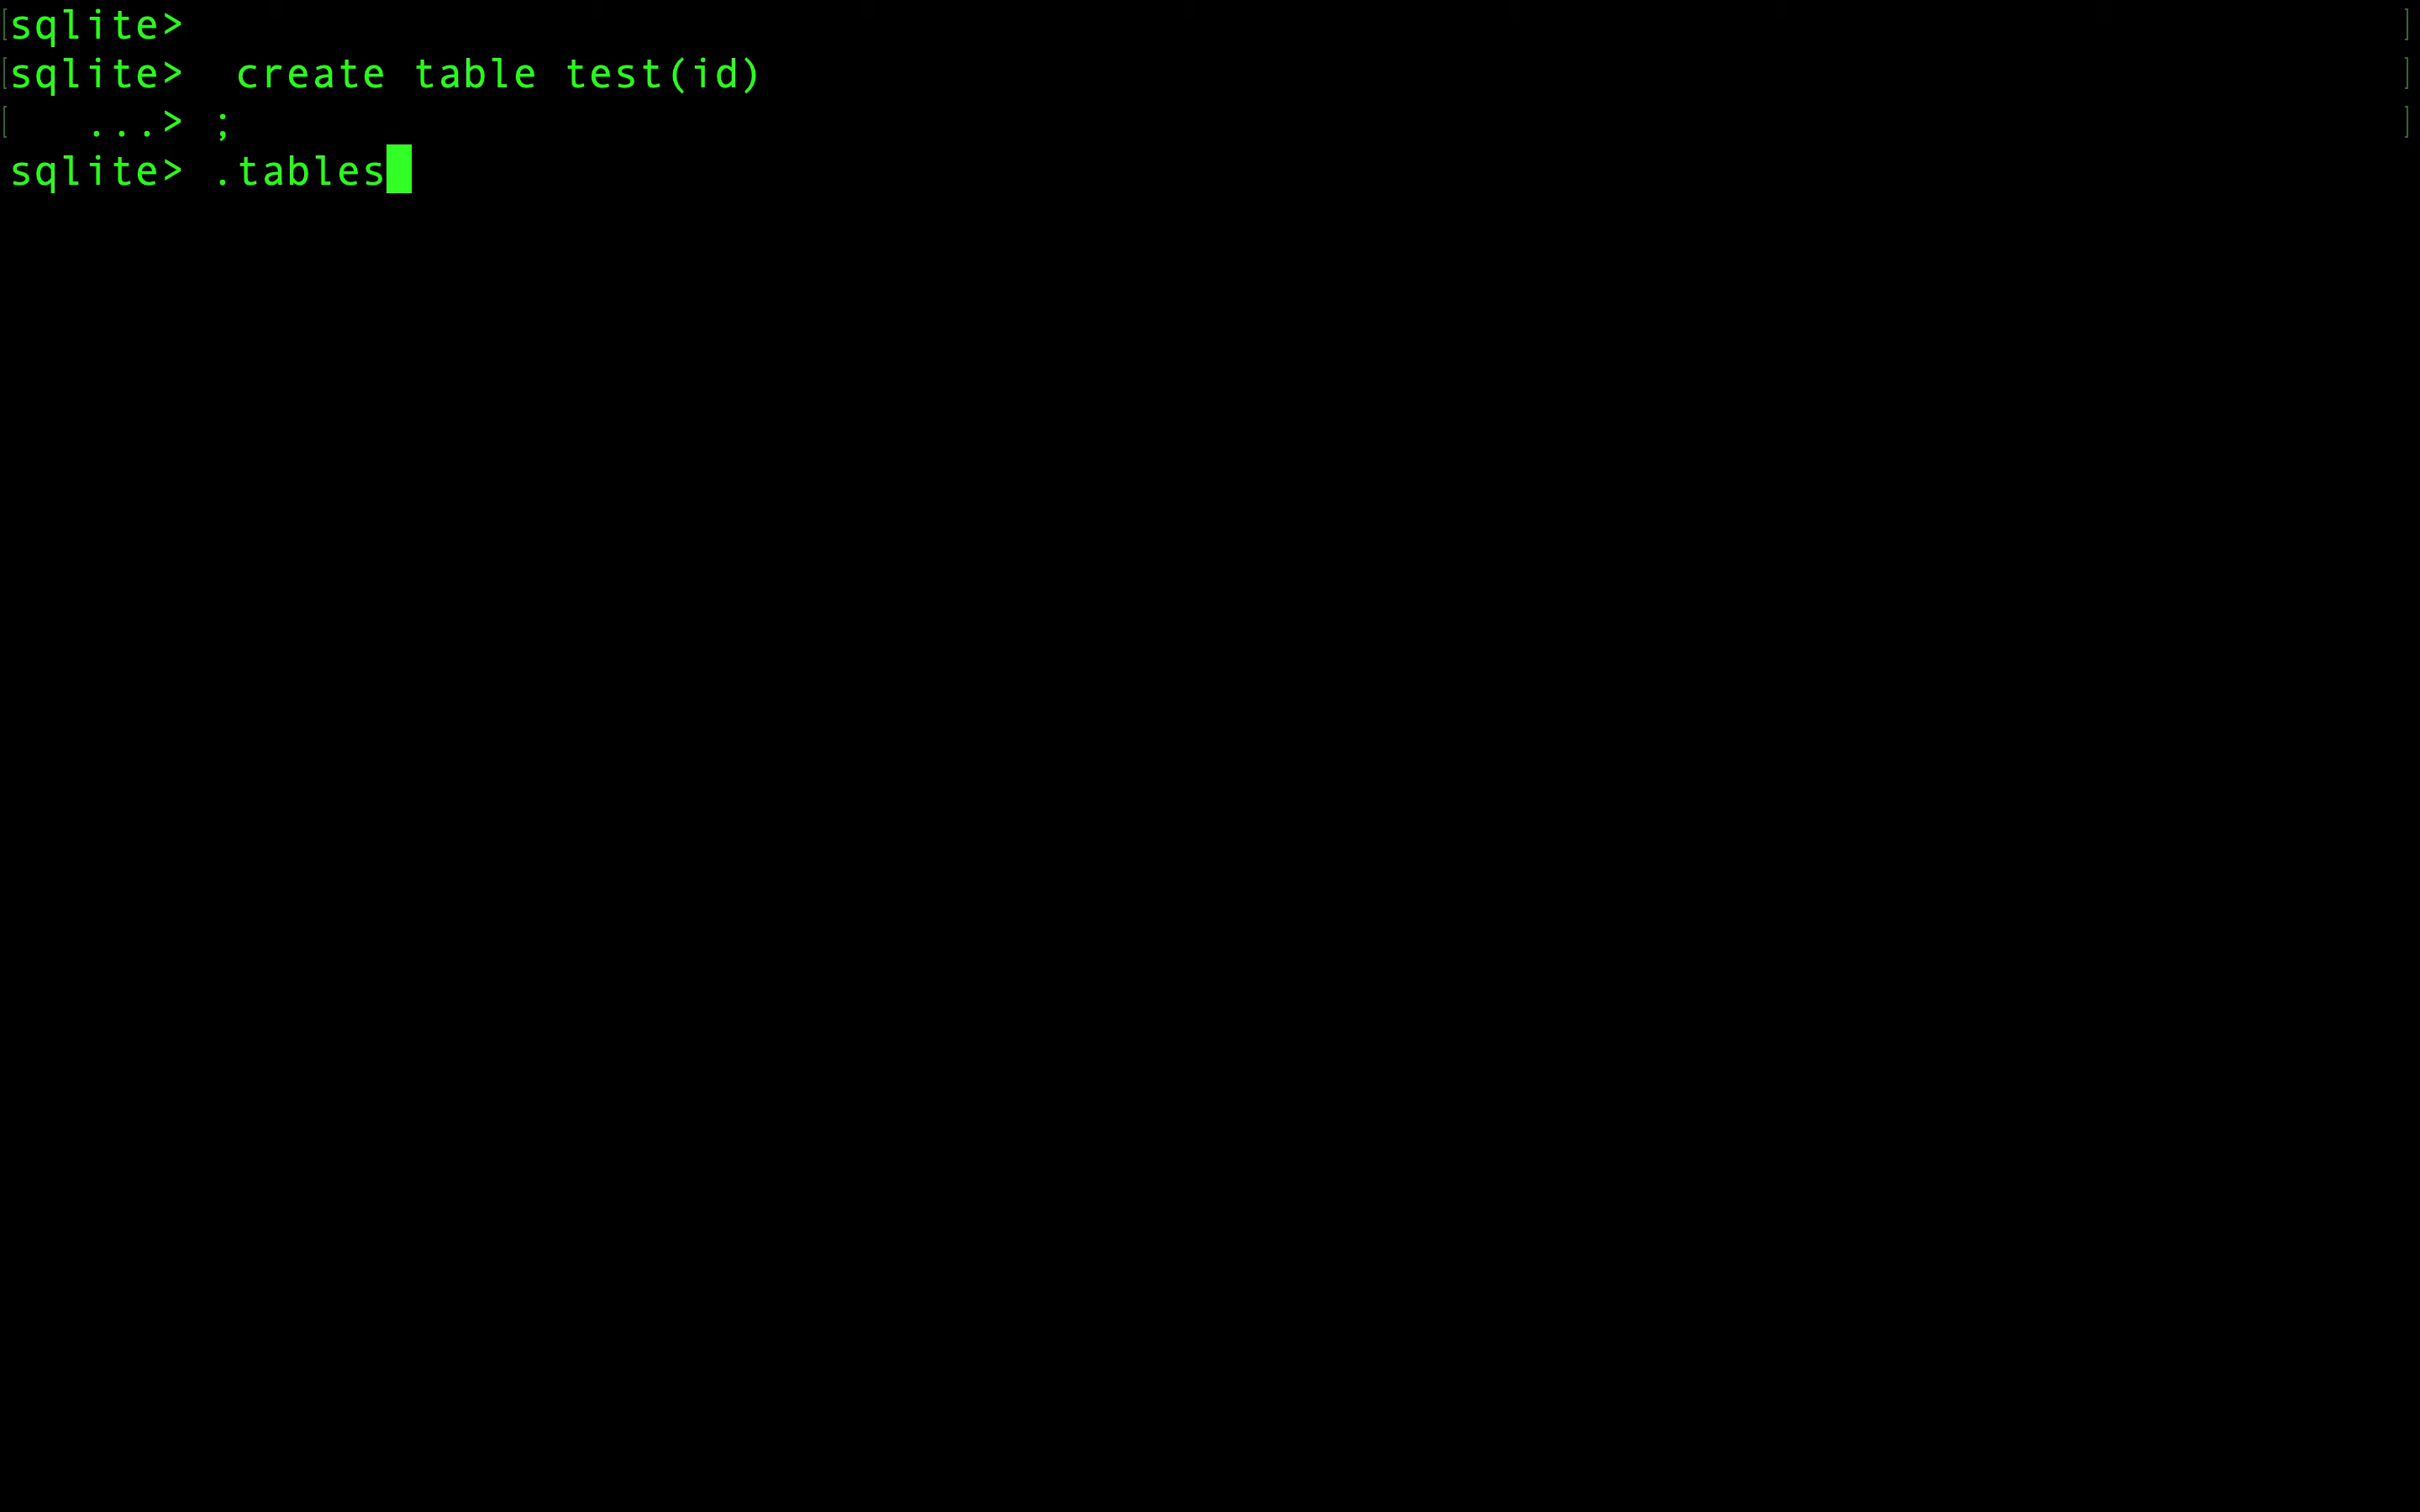 sqlite>
sqlite>  create table test(id)
   ...> ;
sqlite> .tables